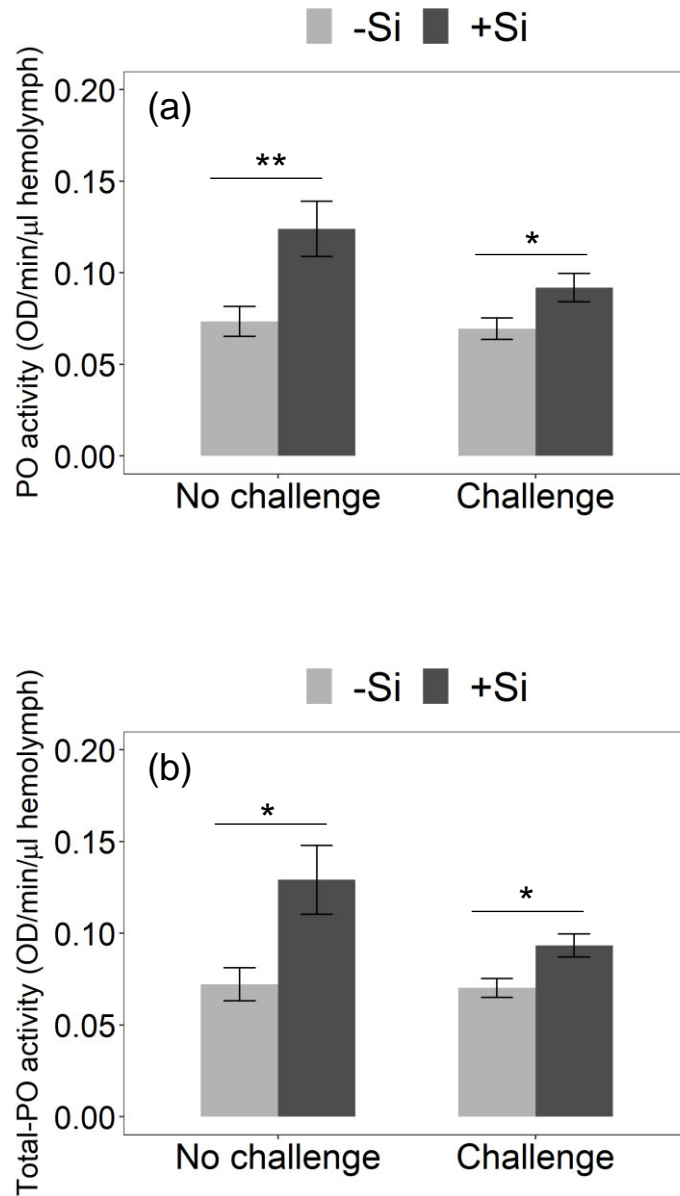 -Si +Si
PO activity (OD/min/μl hemolymph)
0.20
(a)
0.15
**
0.10
*
0.05
0.00
No challenge Challenge
-Si +Si
Total-PO activity (OD/min/μl hemolymph)
0.20
(b)
0.15
*
0.10
*
0.05
0.00
No challenge Challenge